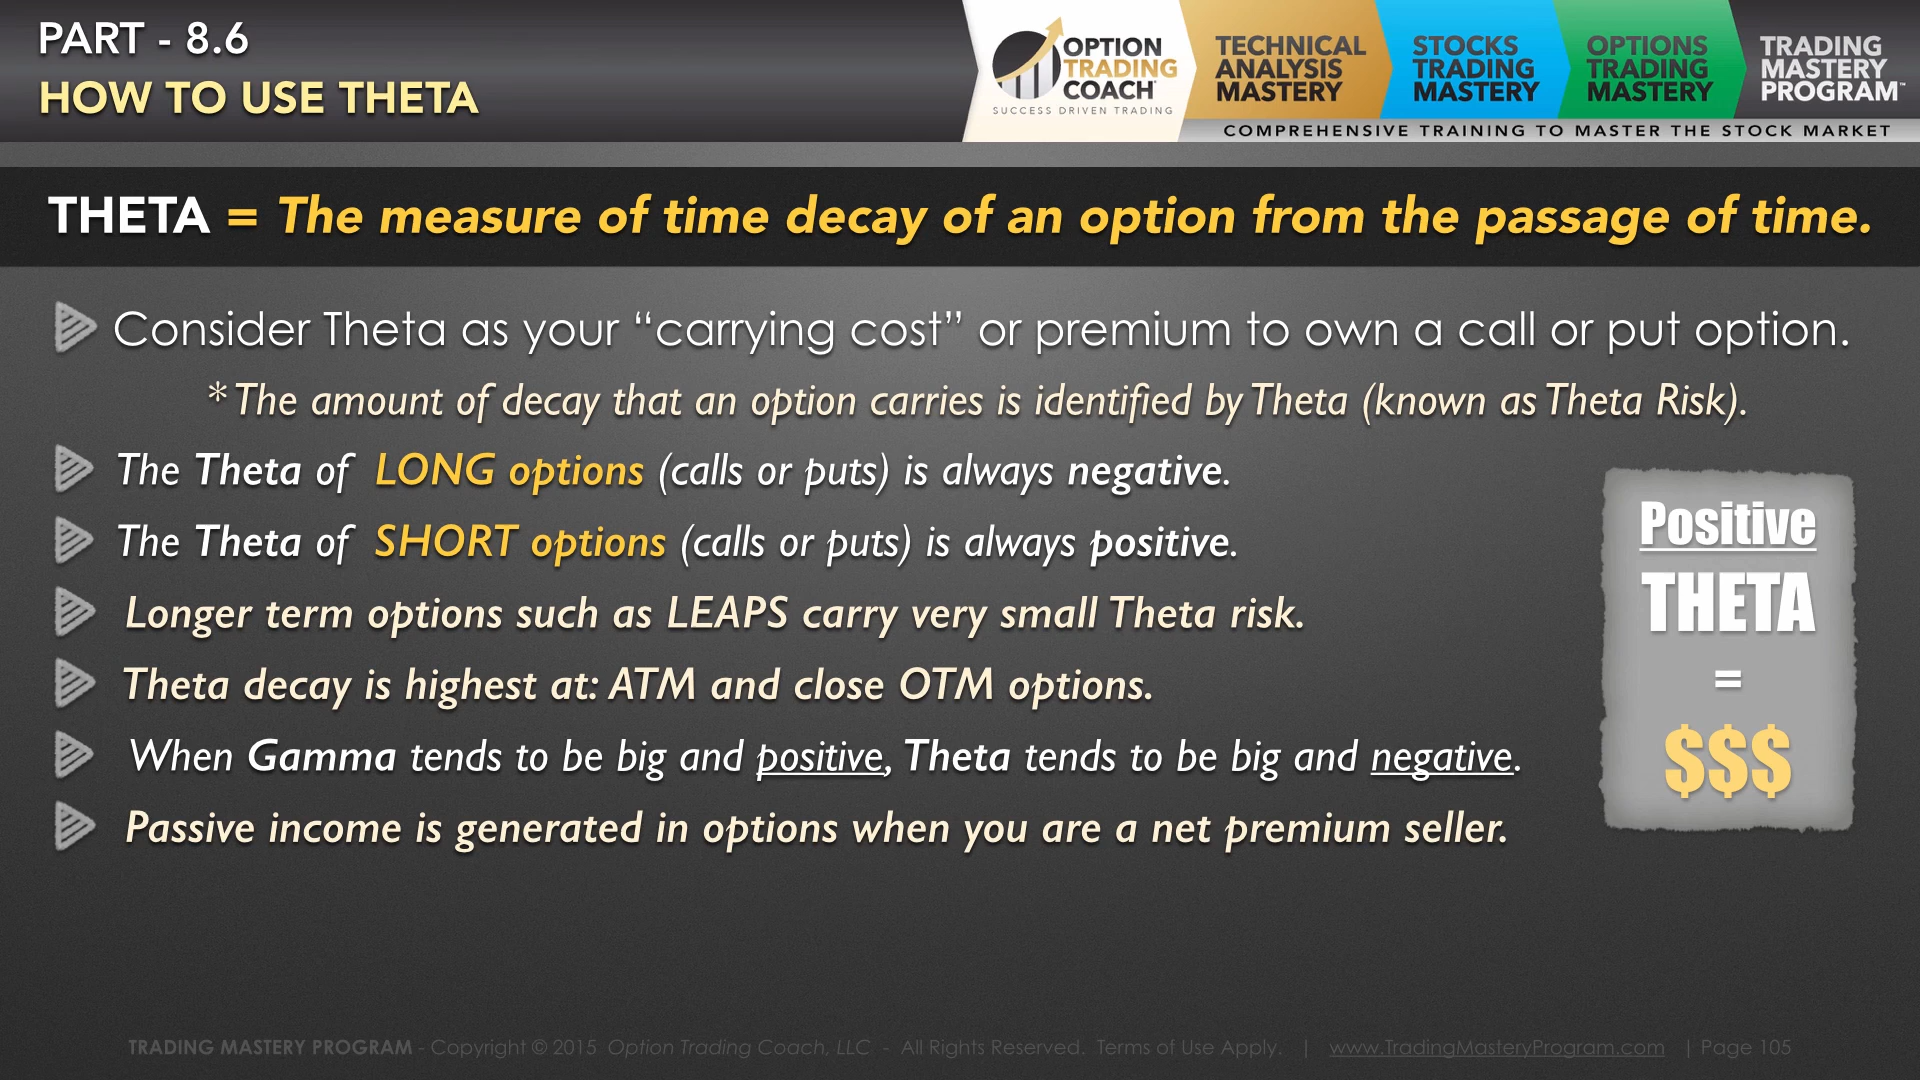 PART - 8.6
HOW TO USE THETA
OPTION
TRADING
COACH
SUCCESS DRIVEN TRADING
TECHNICAL
ANALYSIS
MASTERY
STOCKS
TRADING
MASTERY
OPTIONS
TRADING
MASTERY
TRADING
MASTERY
PROGRAM™
COMPREHENSIVE TRAINING TO MASTER THE STOCK MARKET
THETA = The measure of time decay of an option from the passage of time.
Consider Theta as your “carrying cost” or premium to own a call or put option.
* The amount of decay that an option carries is identified by Theta (known as Theta Risk).
The Theta of LONG options (calls or puts) is always negative.
The Theta of SHORT options (calls or puts) is always positive.
Longer term options such as LEAPS carry very small Theta risk.
Theta decay is highest at: ATM and close OTM options.
When Gamma tends to be big and positive, Theta tends to be big and negative.
Passive income is generated in options when you are a net premium seller.
Positive
THETA
=
$$$
TRADING MASTERY PROGRAM - Copyright © 2015 Option Trading Coach, LLC - All Rights Reserved. Terms of Use Apply. | www.TradingMasteryProgram.com | Page 105